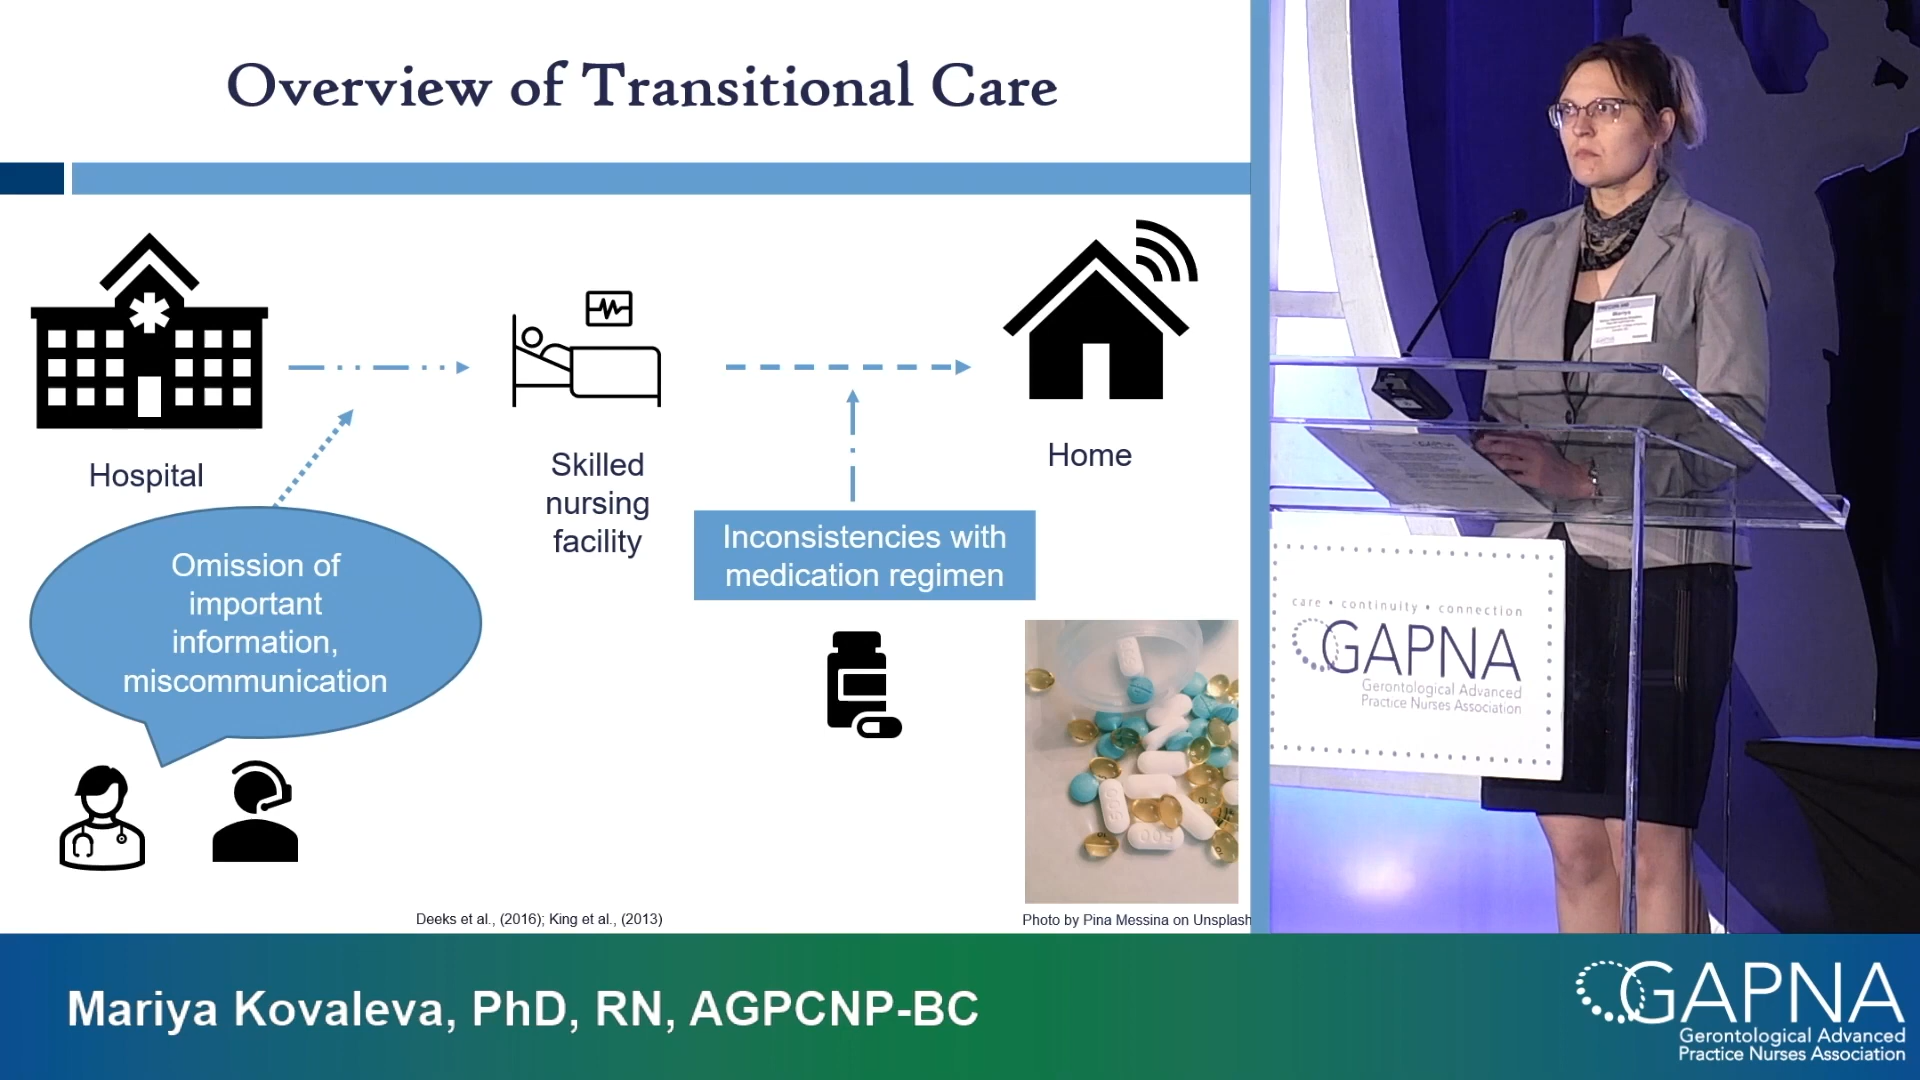 Overview of Transitional Care
Hospital
Skilled
nursing
facility
Home
Omission of
important
information,
miscommunication
Inconsistencies with
medication regimen
Deeks et al., (2016); King et al., (2013)
Photo by Pina Messina on Unsplash
Mariya
care • continuity • connection
GAPNA
Gerontological Advanced
Practice Nurses Association
Mariya Kovaleva, PhD, RN, AGPCNP-BC
GAPNA
Gerontological Advanced
Practice Nurses Association